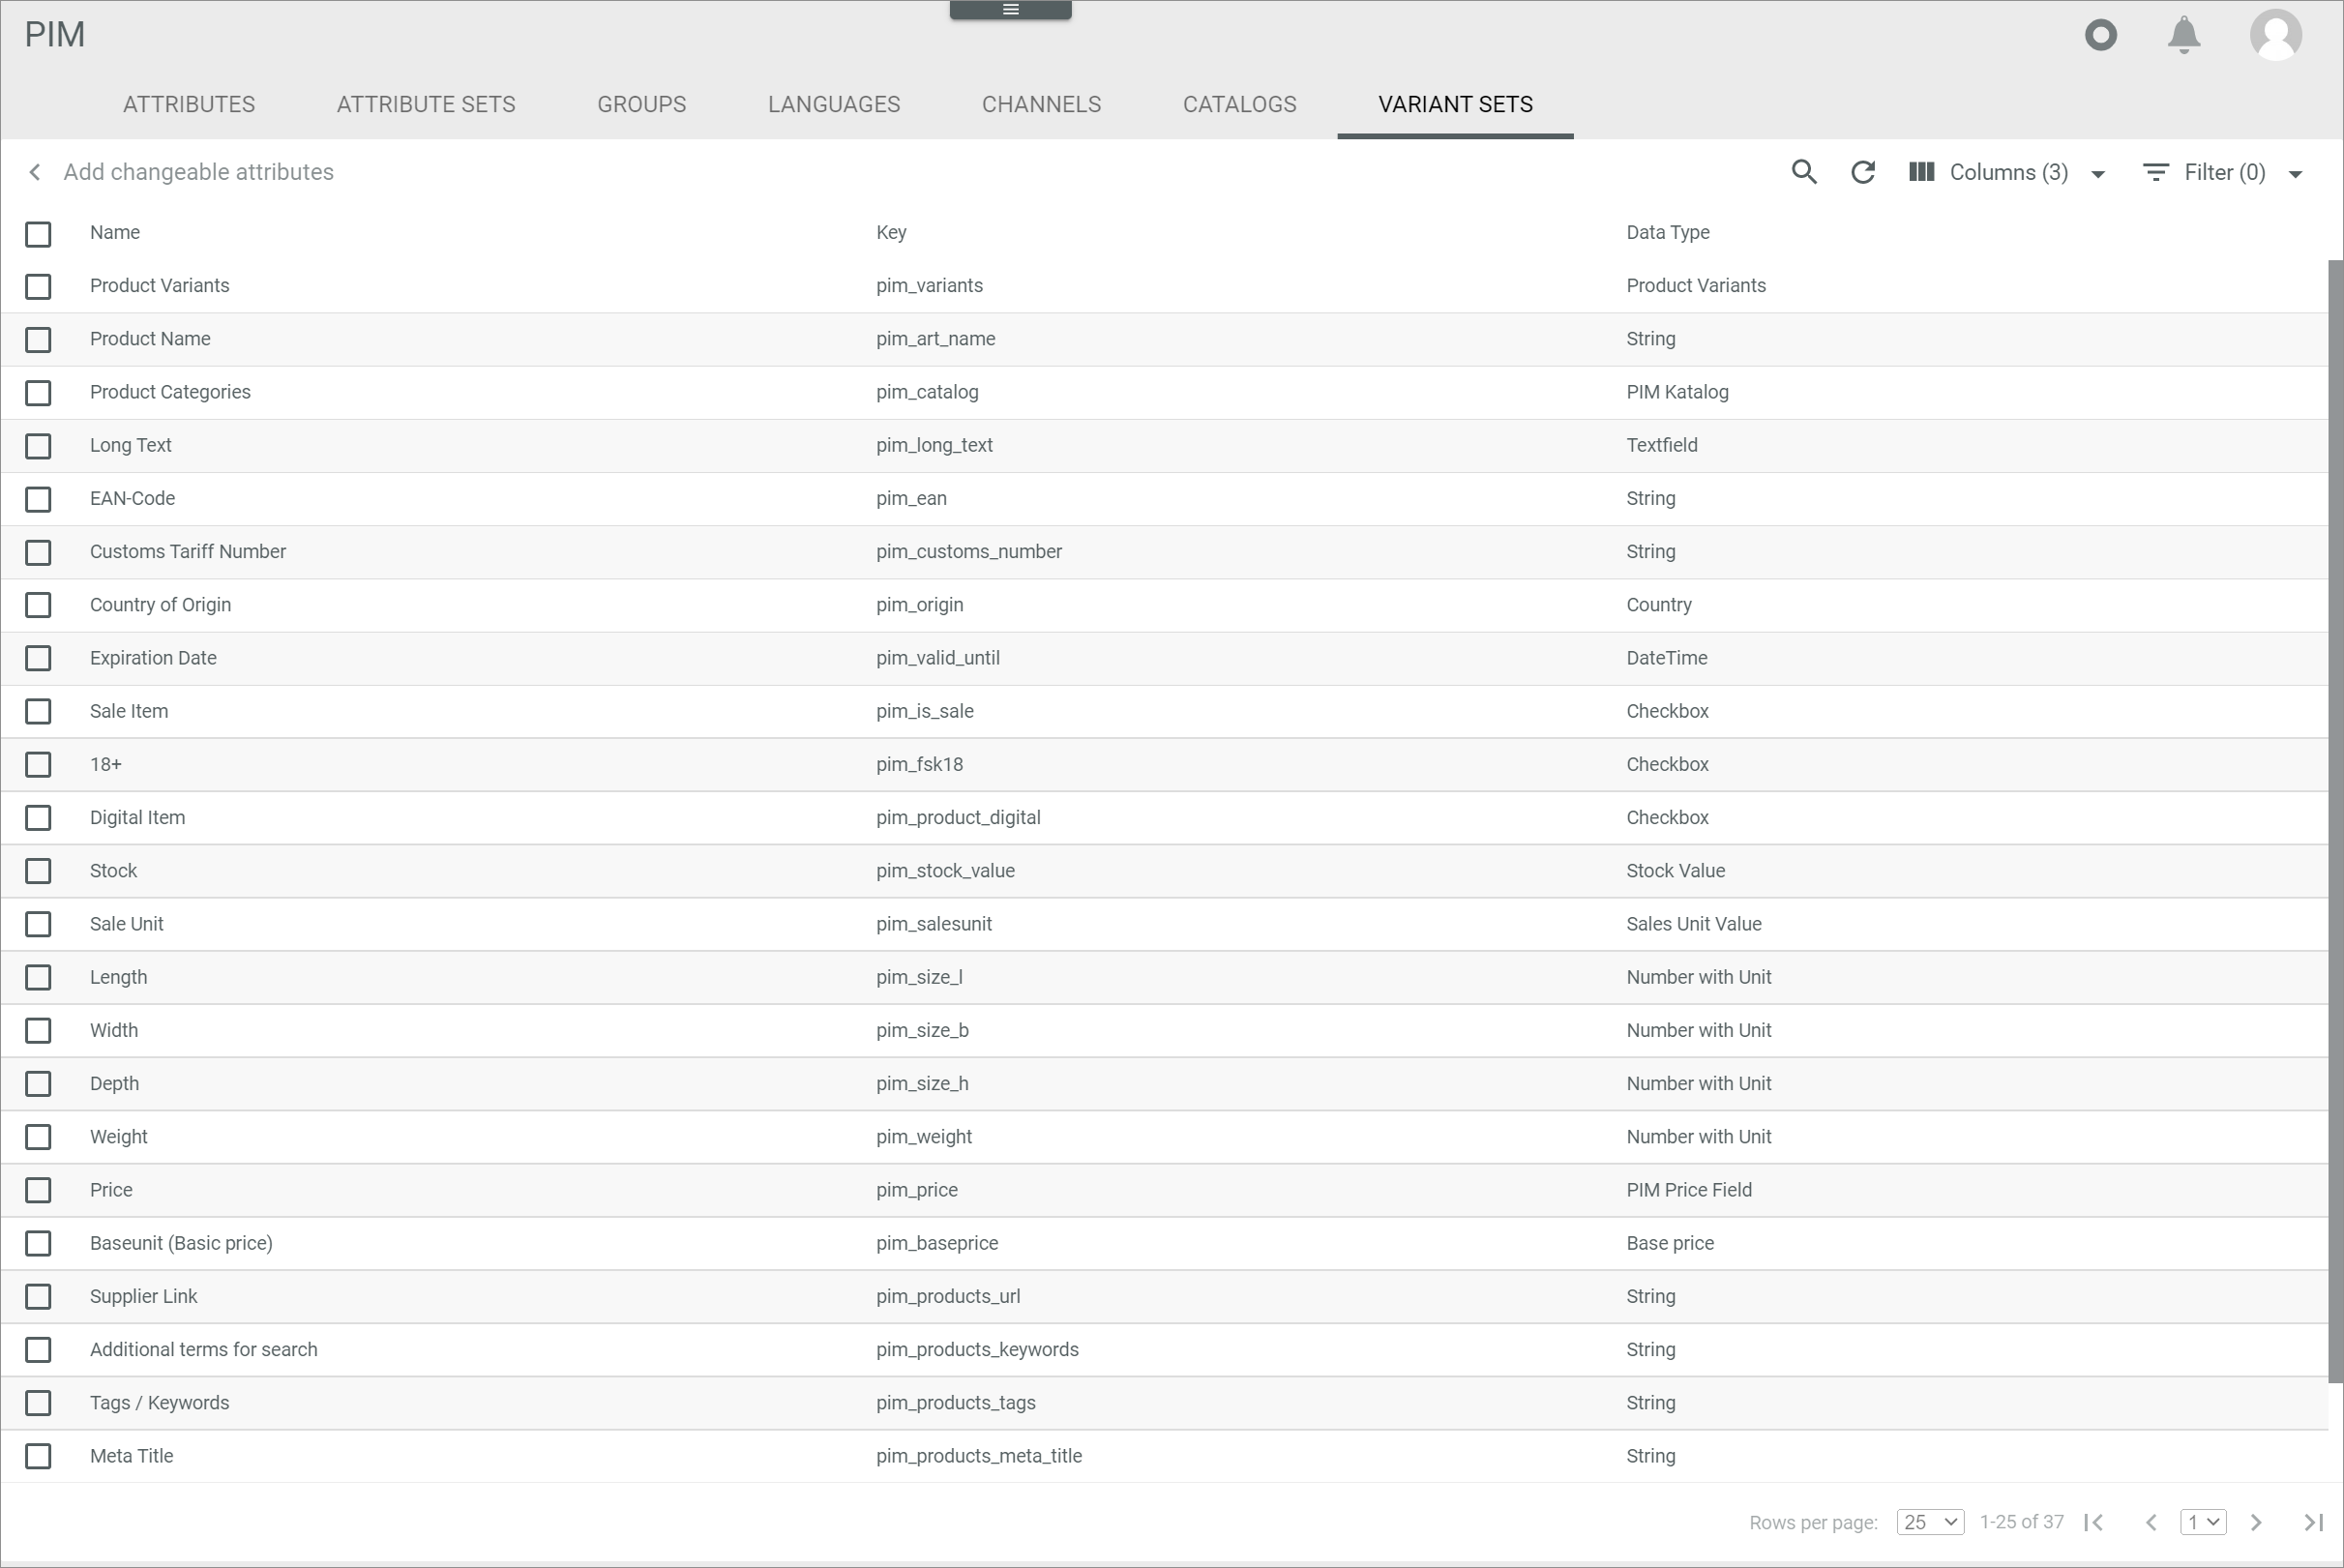 PIM
ATTRIBUTES ATTRIBUTE SETS GROUPS LANGUAGES CHANNELS CATALOGS VARIANT SETS
Add changeable attributes Columns (3) Filter (0)
Name Key Data Type
Product Variants pim_variants Product Variants
Product Name pim_art_name String
Product Categories pim_catalog PIM Katalog
Long Text pim_long_text Textfield
EAN-Code pim_ean String
Customs Tariff Number pim_customs_number String
Country of Origin pim_origin Country
Expiration Date pim_valid_until DateTime
Sale Item pim_is_sale Checkbox
18+ pim_fsk18 Checkbox
Digital Item pim_product_digital Checkbox
Stock pim_stock_value Stock Value
Sale Unit pim_salesunit Sales Unit Value
Length pim_size_l Number with Unit
Width pim_size_b Number with Unit
Depth pim_size_h Number with Unit
Weight pim_weight Number with Unit
Price pim_price PIM Price Field
Baseunit (Basic price) pim_baseprice Base price
Supplier Link pim_products_url String
Additional terms for search pim_products_keywords String
Tags / Keywords pim_products_tags String
Meta Title pim_products_meta_title String
Rows per page: 25 1-25 of 37 1